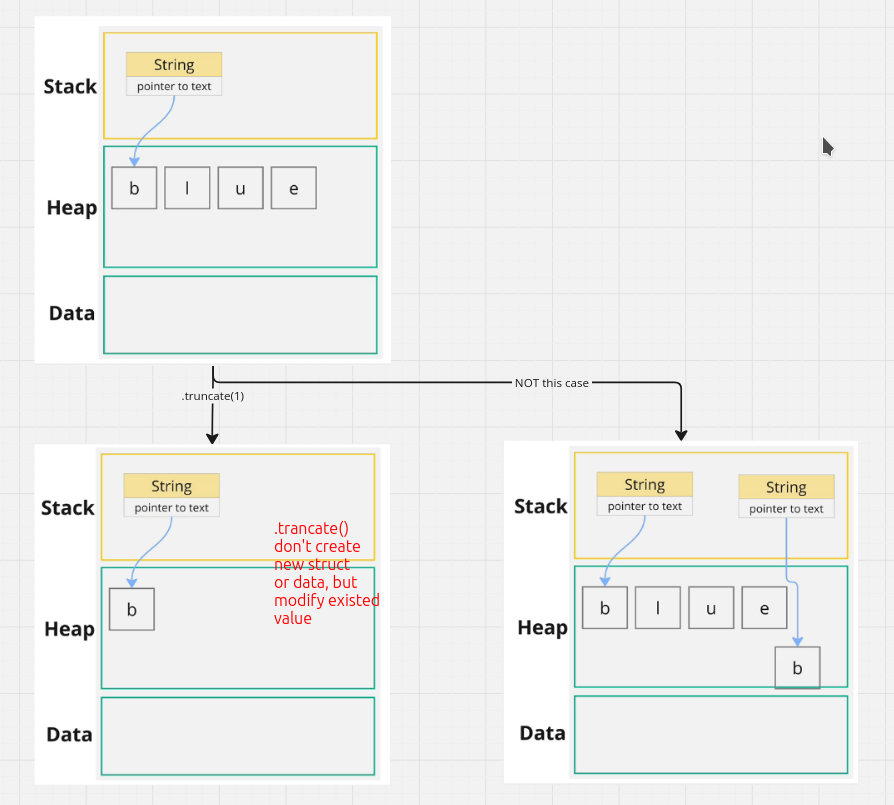 Stack
String
pointer to text
Heap
b l u e
Data
.truncate(1)
NOT this case
Stack
String
pointer to text
.trancate()
don't create
new struct
or data, but
modify existed
value
Heap
b
Data
Stack
String
pointer to text
String
pointer to text
Heap
b l u e
b
Data